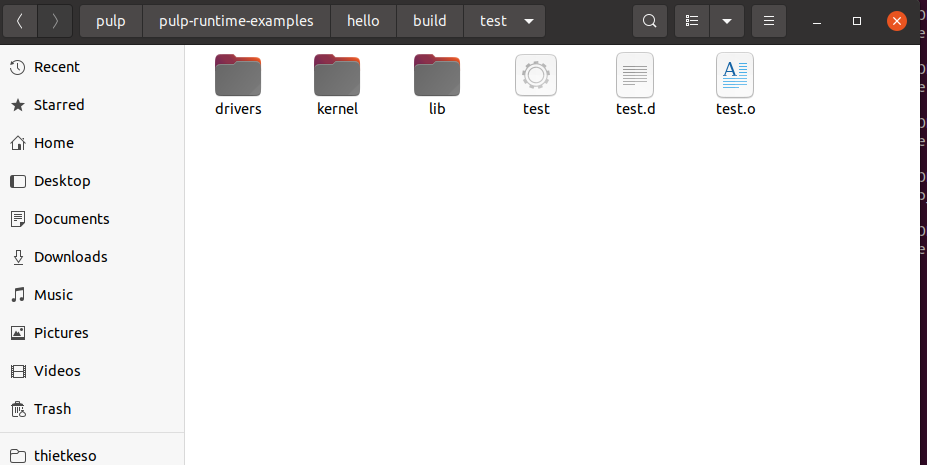 pulp pulp-runtime-examples hello build test
Recent
Starred
Home
Desktop
Documents
Downloads
Music
Pictures
Videos
Trash
thietkeso
drivers kernel lib test test.d test.o